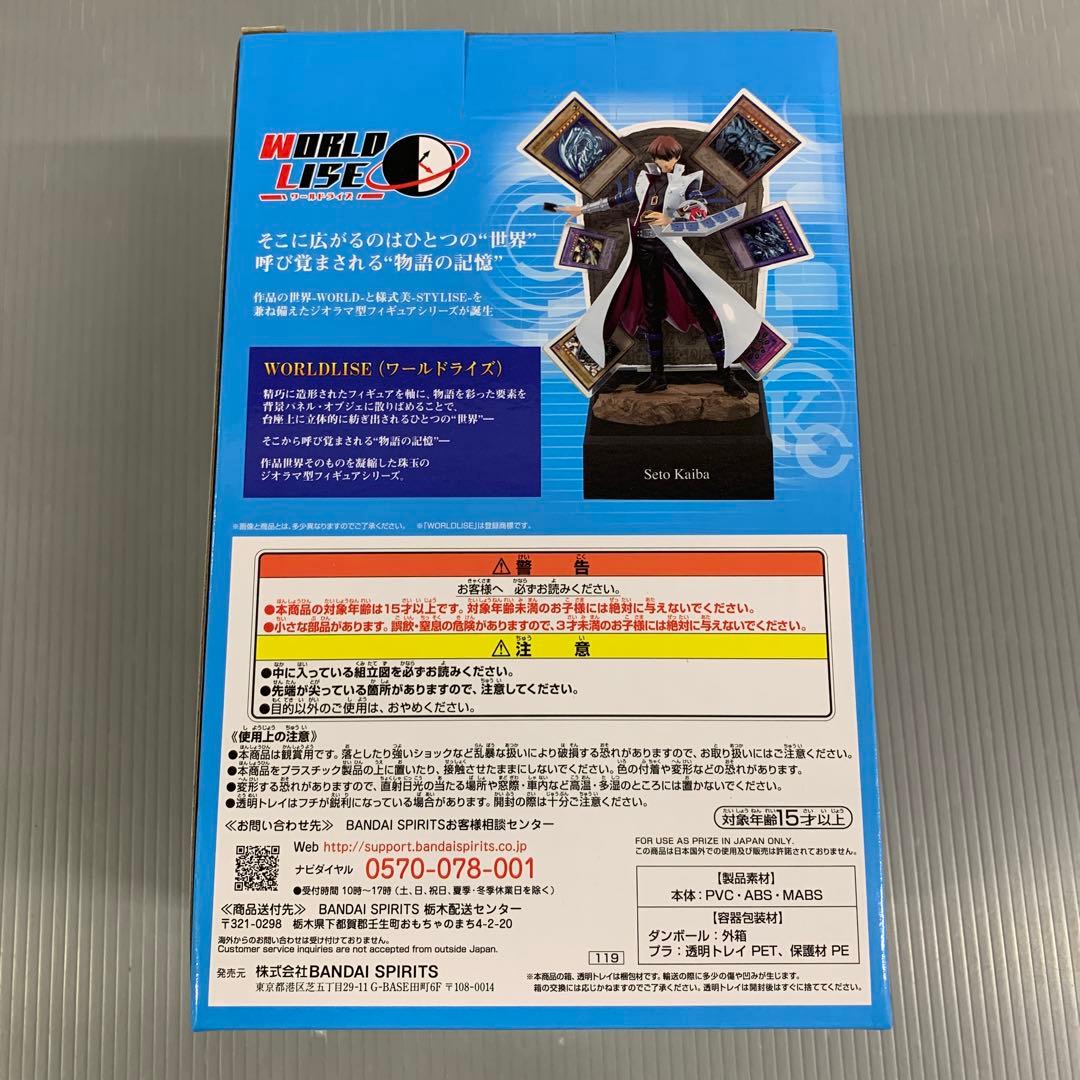 WORLD
LISE
ワールドライズ
そこに広がるのはひとつの“世界”
呼び覚まされる“物語の記憶”
作品の世界-WORLD-と様式美-STYLISE-を
兼ね備えたジオラマ型フィギュアシリーズが誕生
WORLDLISE（ワールドライズ）
精巧に造形されたフィギュアを軸に、物語を彩った要素を
背景パネル・オブジェに散りばめることで、
台座上に立体的に紡ぎ出されるひとつの“世界”―
そこから呼び覚まされる“物語の記憶”―
作品世界そのものを凝縮した珠玉の
ジオラマ型フィギュアシリーズ。
Seto Kaiba
KC
※画像と商品とは、多少異なりますのでご了承ください。 ※「WORLDLISE」は登録商標です。
⚠警告
お客様へ 必ずお読みください。
●本商品の対象年齢は15才以上です。対象年齢未満のお子様には絶対に与えないでください。
●小さな部品があります。誤飲・窒息の危険がありますので、3才未満のお子様には絶対に与えないでください。
⚠注意
●中に入っている組立図を必ずお読みください。
●先端が尖っている箇所がありますので、注意してください。
●目的以外のご使用は、おやめください。
《使用上の注意》
●本商品は観賞用です。落としたり強いショックなど乱暴な扱いにより破損する恐れがありますので、お取り扱いにはご注意ください。
●本商品をプラスチック製品の上に置いたり、接触させたままにしないでください。色の付着や変形などの恐れがあります。
●変形する恐れがありますので、直射日光の当たる場所や窓際・車内など高温・多湿のところには置かないでください。
●透明トレイはフチが鋭利になっている場合があります。開封の際は十分ご注意ください。
対象年齢15才以上
≪お問い合わせ先≫ BANDAI SPIRITSお客様相談センター
Web http://support.bandaispirits.co.jp
ナビダイヤル 0570-078-001
●受付時間 10時～17時（土、日、祝日、夏季・冬季休業日を除く）
≪商品送付先≫ BANDAI SPIRITS 栃木配送センター
〒321-0298 栃木県下都賀郡壬生町おもちゃのまち4-2-20
海外からのお問い合わせは受け付けておりません。
Customer service inquiries are not accepted from outside Japan.
発売元 株式会社BANDAI SPIRITS
東京都港区芝五丁目29-11 G-BASE田町6F 〒108-0014
119
FOR USE AS PRIZE IN JAPAN ONLY.
この商品は日本国外での使用及び販売は許諾されておりません。
【製品素材】
本体：PVC・ABS・MABS
【容器包装材】
ダンボール：外箱
プラ：透明トレイ PET、保護材 PE
※本商品の箱、透明トレイは梱包材です。輸送の際に多少の傷や凹みが生じます。
箱の交換には応じかねますのでご了承ください。透明トレイは開封後はすぐに捨ててください。